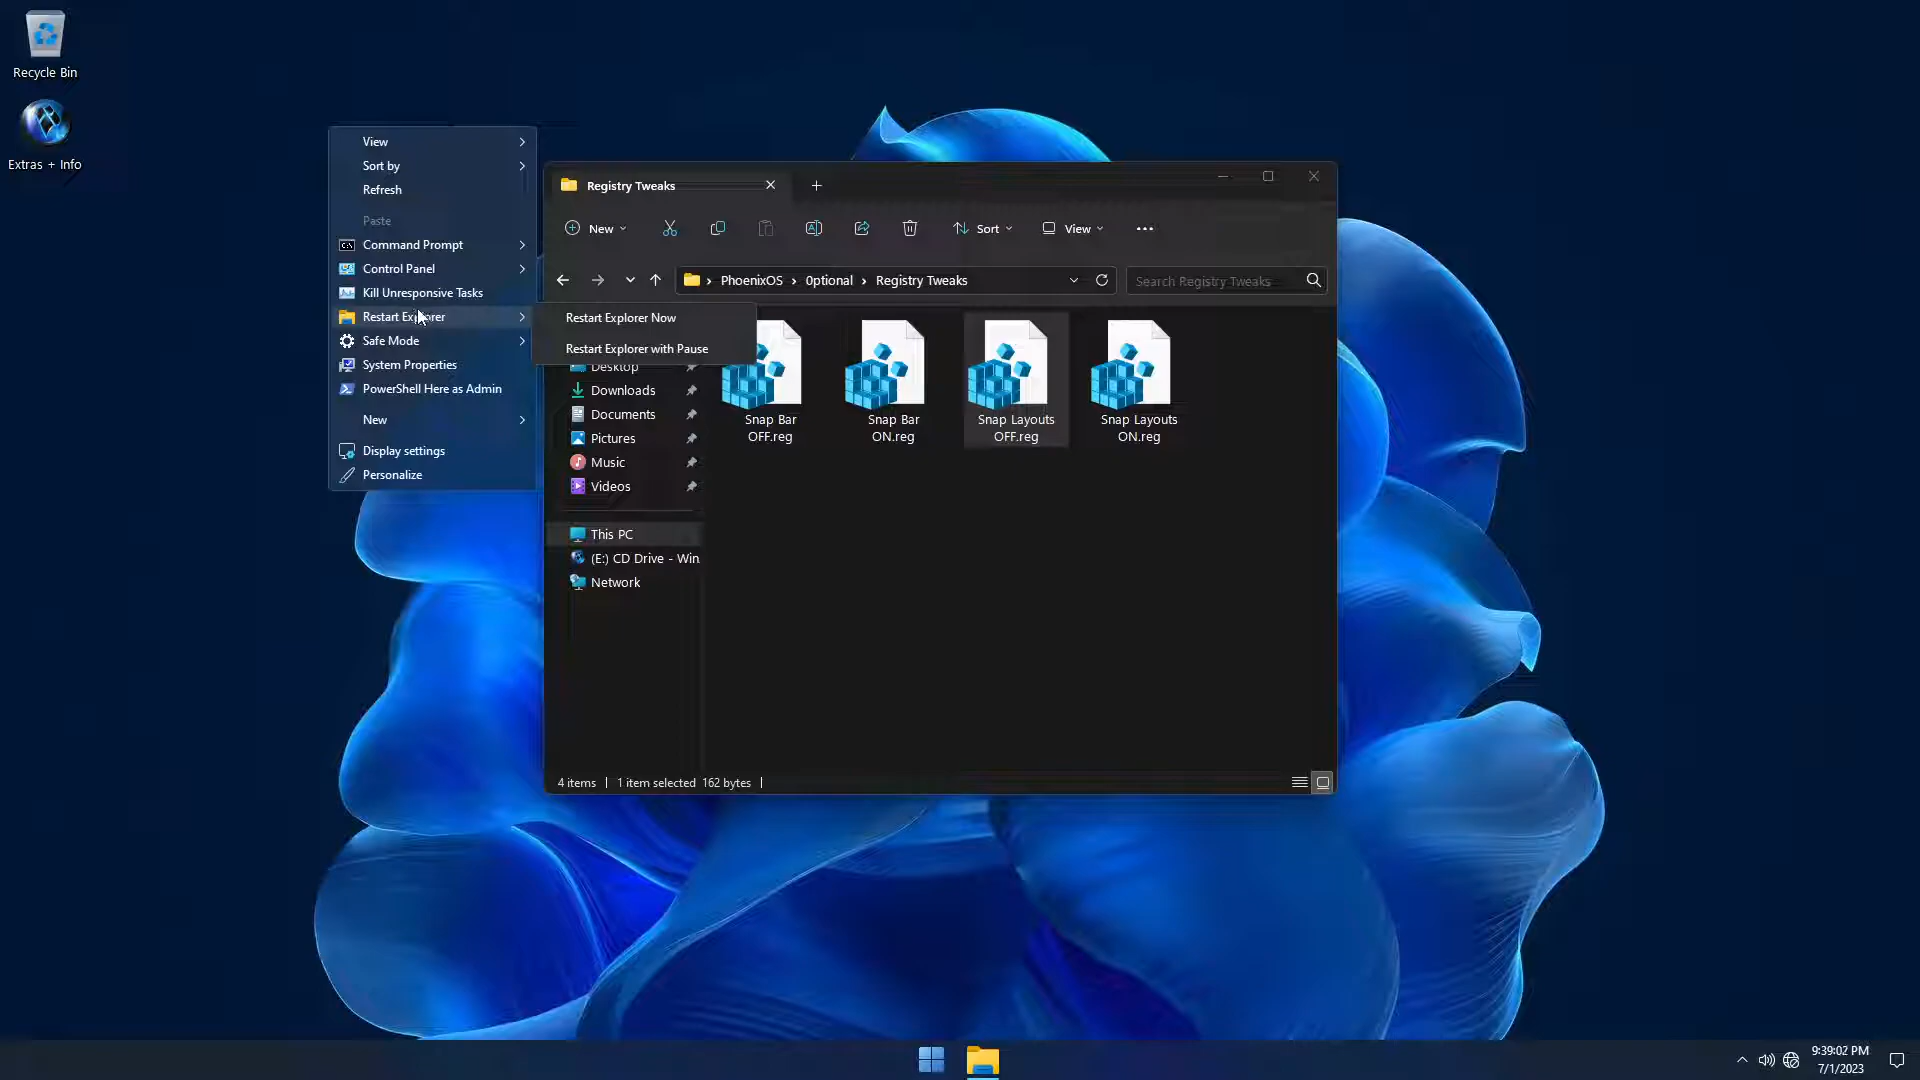 Recycle Bin
Extras + Info
View
Sort by
Refresh
Paste
Command Prompt
Control Panel
Kill Unresponsive Tasks
Restart Explorer
Safe Mode
System Properties
PowerShell Here as Admin
New
Display settings
Personalize
Restart Explorer Now
Restart Explorer with Pause
Registry Tweaks
New
Sort
View
PhoenixOS > 0ptional > Registry Tweaks
Search Registry Tweaks
Desktop
Downloads
Documents
Pictures
Music
Videos
This PC
(E:) CD Drive - Win
Network
Snap Bar
OFF.reg
Snap Bar
ON.reg
Snap Layouts
OFF.reg
Snap Layouts
ON.reg
4 items | 1 item selected 162 bytes |
9:39:02 PM
7/1/2023